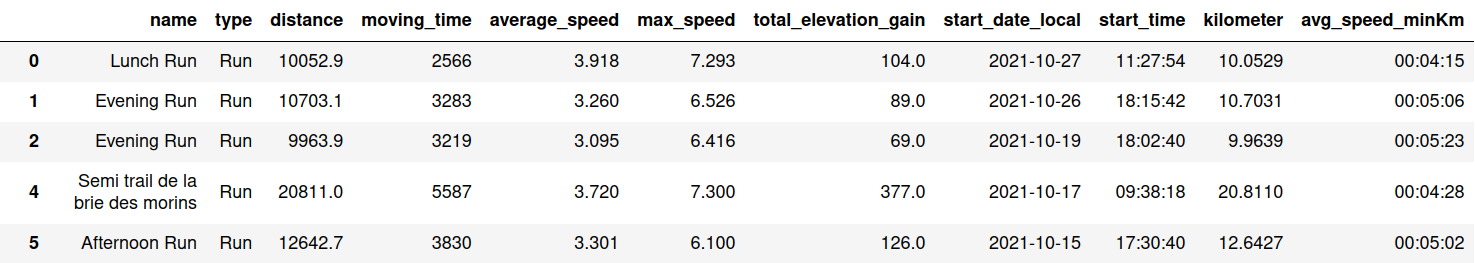 name type distance moving_time average_speed max_speed total_elevation_gain start_date_local start_time kilometer avg_speed_minKm
0 Lunch Run Run 10052.9 2566 3.918 7.293 104.0 2021-10-27 11:27:54 10.0529 00:04:15
1 Evening Run Run 10703.1 3283 3.260 6.526 89.0 2021-10-26 18:15:42 10.7031 00:05:06
2 Evening Run Run 9963.9 3219 3.095 6.416 69.0 2021-10-19 18:02:40 9.9639 00:05:23
4 Semi trail de la
brie des morins Run 20811.0 5587 3.720 7.300 377.0 2021-10-17 09:38:18 20.8110 00:04:28
5 Afternoon Run Run 12642.7 3830 3.301 6.100 126.0 2021-10-15 17:30:40 12.6427 00:05:02